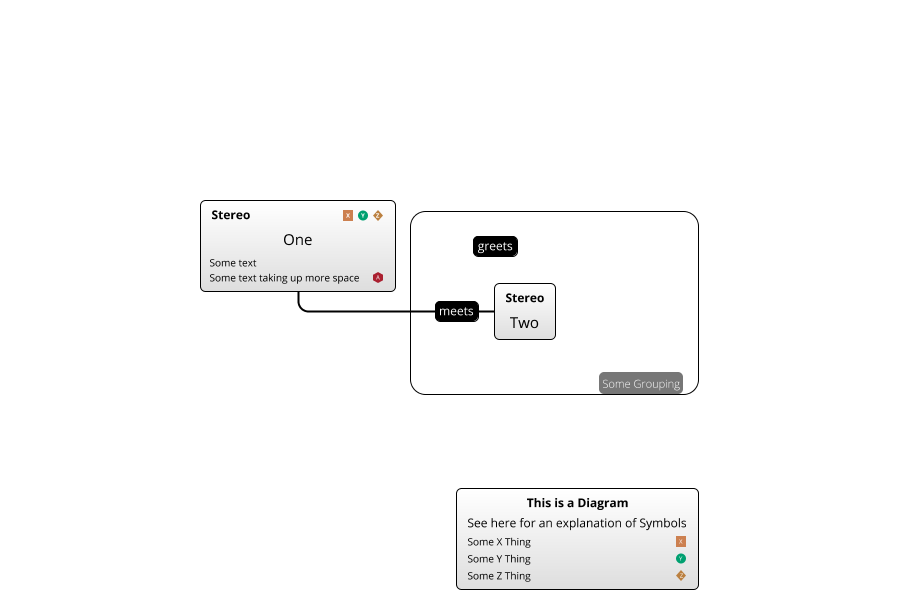 Stereo X Y Z
One
Some text
Some text taking up more space A
greets
meets
Stereo
Two
Some Grouping
This is a Diagram
See here for an explanation of Symbols
Some X Thing X
Some Y Thing Y
Some Z Thing Z